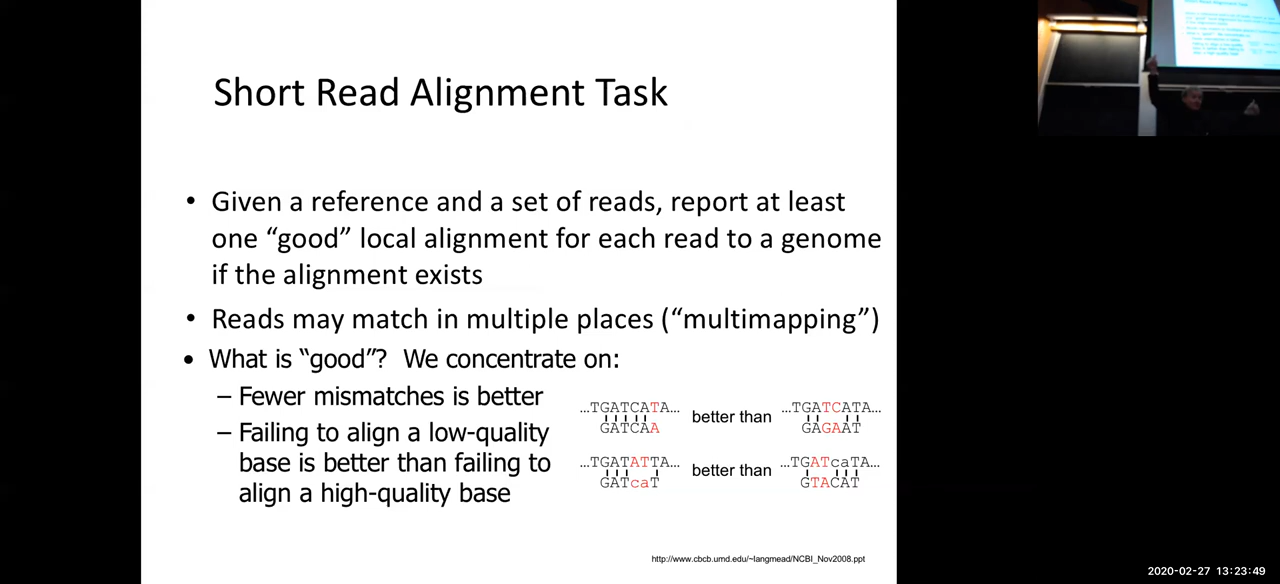 Short Read Alignment Task
• Given a reference and a set of reads, report at least
one “good” local alignment for each read to a genome
if the alignment exists
• Reads may match in multiple places (“multimapping”)
• What is “good”?  We concentrate on:
– Fewer mismatches is better
– Failing to align a low-quality
base is better than failing to
align a high-quality base
...TGATCATA... better than ...TGATCATA...
GATCAA GAGAAT
...TGATATTA... better than ...TGATcaTA...
GATcaT GTACAT
http://www.cbcb.umd.edu/~langmead/NCBI_Nov2008.ppt
Short Read Alignment Task
2020-02-27 13:23:49